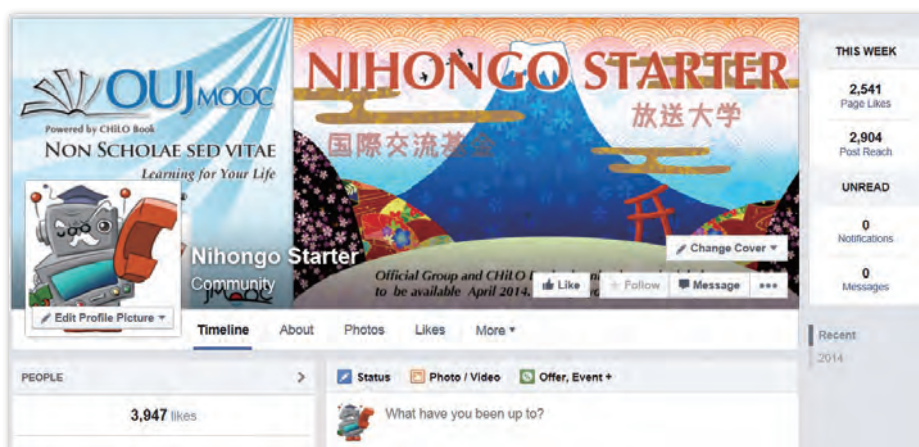 OUJ MOOC
Powered by CHiLO Book
NON SCHOLAE SED VITAE
Learning for Your Life
NIHONGO STARTER
放送大学
国際交流基金
Nihongo Starter
Community
JMOOC
Official Group and CHiLO
to be available April 2014.
Change Cover
Like
Follow
Message
Edit Profile Picture
Timeline
About
Photos
Likes
More
PEOPLE
3,947 likes
Status
Photo / Video
Offer, Event +
What have you been up to?
THIS WEEK
2,541
Page Likes
2,904
Post Reach
UNREAD
0
Notifications
0
Messages
Recent
2014